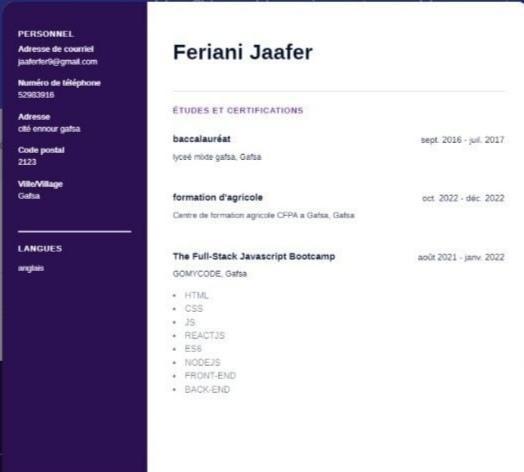 PERSONNEL
Adresse de courriel
jaaferfer9@gmail.com
Numéro de téléphone
52983916
Adresse
cité ennour gafsa
Code postal
2123
Ville/Village
Gafsa
LANGUES
anglais
Feriani Jaafer
ÉTUDES ET CERTIFICATIONS
baccalauréat sept. 2016 - juil. 2017
lyceé mixte gafsa, Gafsa
formation d'agricole oct. 2022 - déc. 2022
Centre de formation agricole CFPA a Gafsa, Gafsa
The Full-Stack Javascript Bootcamp août 2021 - janv. 2022
GOMYCODE, Gafsa
• HTML
• CSS
• JS
• REACTJS
• ES6
• NODEJS
• FRONT-END
• BACK-END